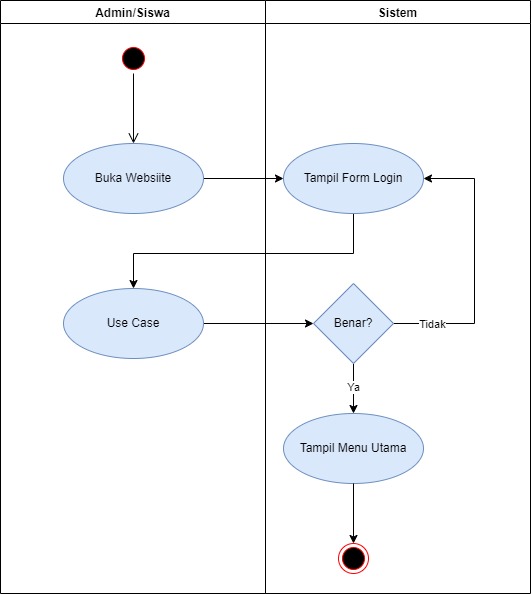 Admin/Siswa
Sistem
Buka Websiite
Tampil Form Login
Use Case
Benar?
Tidak
Ya
Tampil Menu Utama